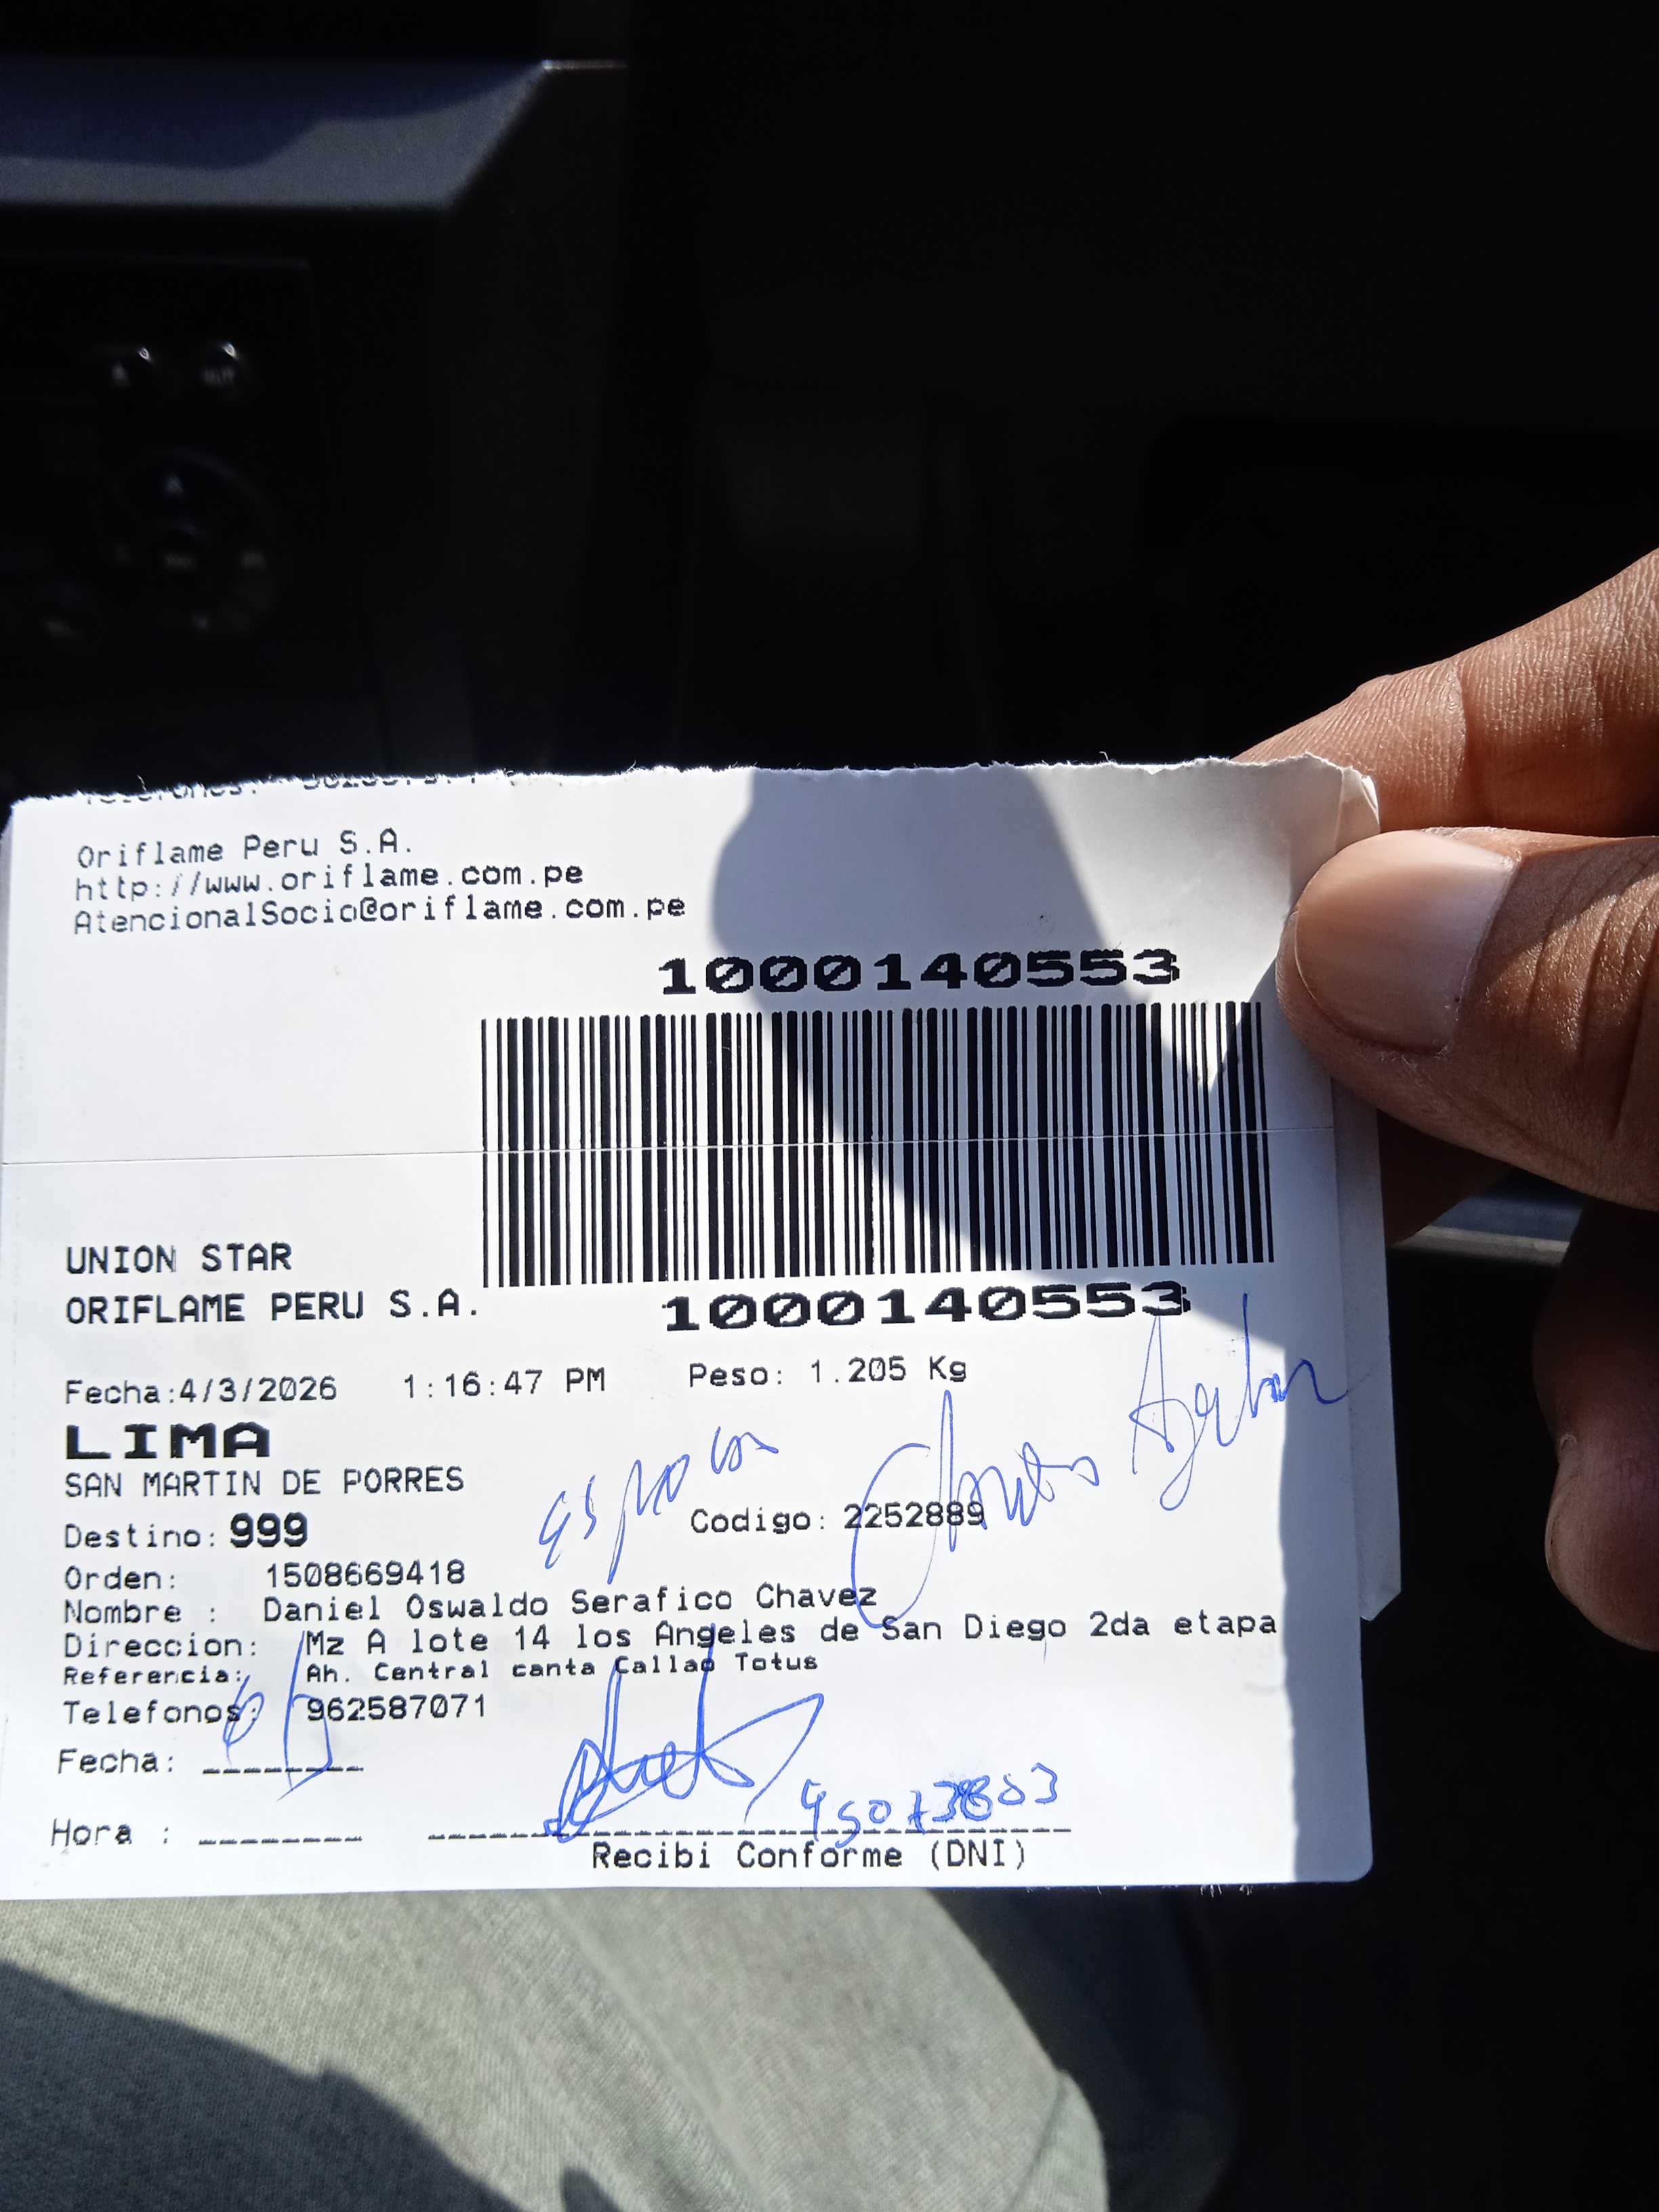 Oriflame Peru S.A.
http://www.oriflame.com.pe
AtencionalSocio@oriflame.com.pe
1000140553
UNION STAR
ORIFLAME PERU S.A.
1000140553
Fecha:4/3/2026 1:16:47 PM Peso: 1.205 Kg
LIMA
SAN MARTIN DE PORRES
Destino: 999 Codigo: 2252889
Orden: 1508669418
Nombre : Daniel Oswaldo Serafico Chavez
Direccion: Mz A lote 14 los Angeles de San Diego 2da etapa
Referencia: Ah. Central canta Callao Totus
Telefonos: 962587071
Fecha:
Hora :
Recibi Conforme (DNI)